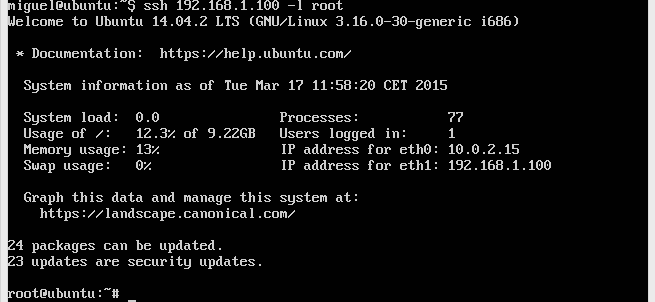 miguel@ubuntu:~$ ssh 192.168.1.100 -l root
Welcome to Ubuntu 14.04.2 LTS (GNU/Linux 3.16.0-30-generic i686)
* Documentation:  https://help.ubuntu.com/
System information as of Tue Mar 17 11:58:20 CET 2015
System load:  0.0               Processes:           77
Usage of /:   12.3% of 9.22GB   Users logged in:     1
Memory usage: 13%               IP address for eth0: 10.0.2.15
Swap usage:   0%                IP address for eth1: 192.168.1.100
Graph this data and manage this system at:
https://landscape.canonical.com/
24 packages can be updated.
23 updates are security updates.
root@ubuntu:~# _